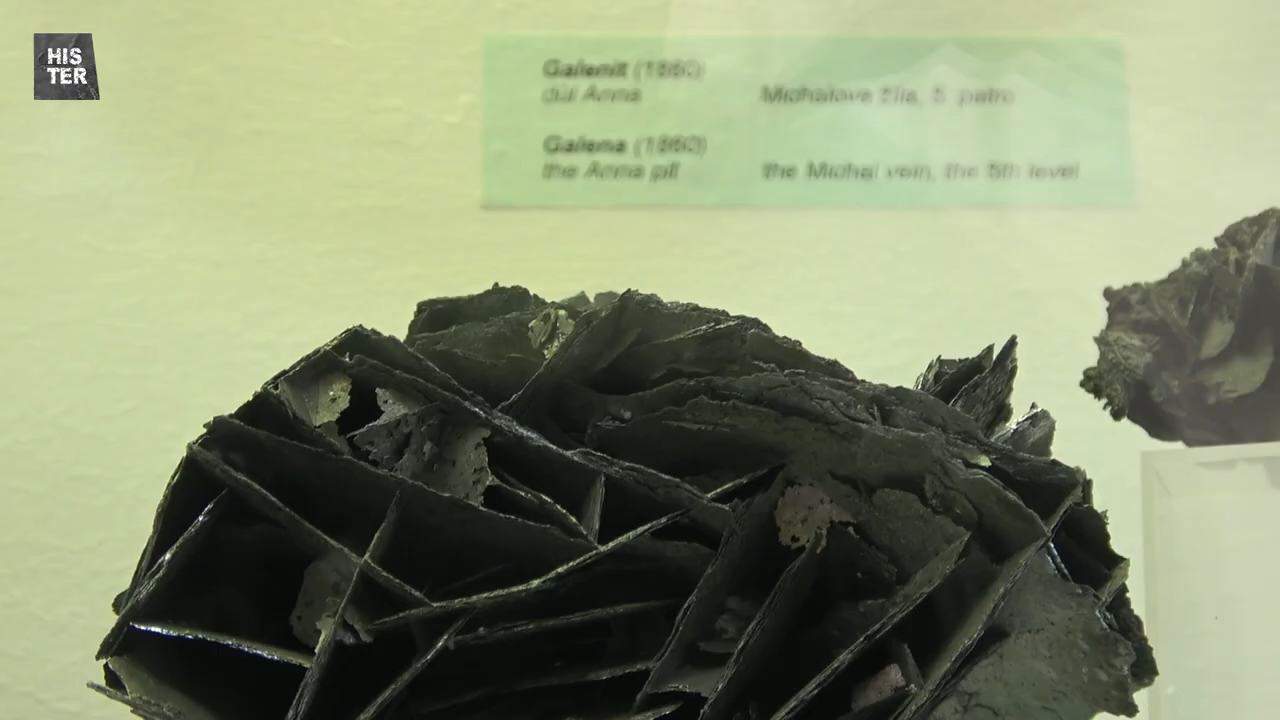 HIS
TER
Galenit (1860)
důl Anna Michalova žíla, 5. patro
Galena (1860)
the Anna pit the Michal vein, the 5th level